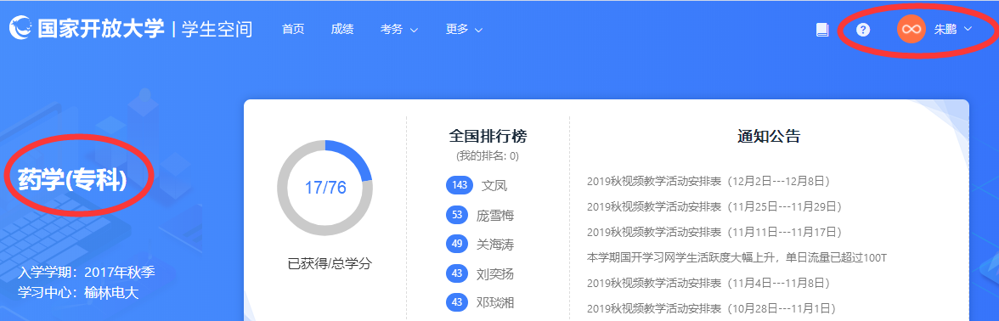 国家开放大学 | 学生空间 首页 成绩 考务 更多 ? 朱鹏
药学(专科)
入学学期：2017年秋季
学习中心：榆林电大
17/76
已获得/总学分
全国排行榜
(我的排名: 0)
143 文凤
53 庞雪梅
49 关海涛
43 刘奕扬
43 邓琰湘
通知公告
2019秋视频教学活动安排表（12月2日---12月8日）
2019秋视频教学活动安排表（11月25日---11月29日）
2019秋视频教学活动安排表（11月11日---11月17日）
本学期国开学习网学生活跃度大幅上升，单日流量已超过100T
2019秋视频教学活动安排表（11月4日---11月8日）
2019秋视频教学活动安排表（10月28日---11月1日）